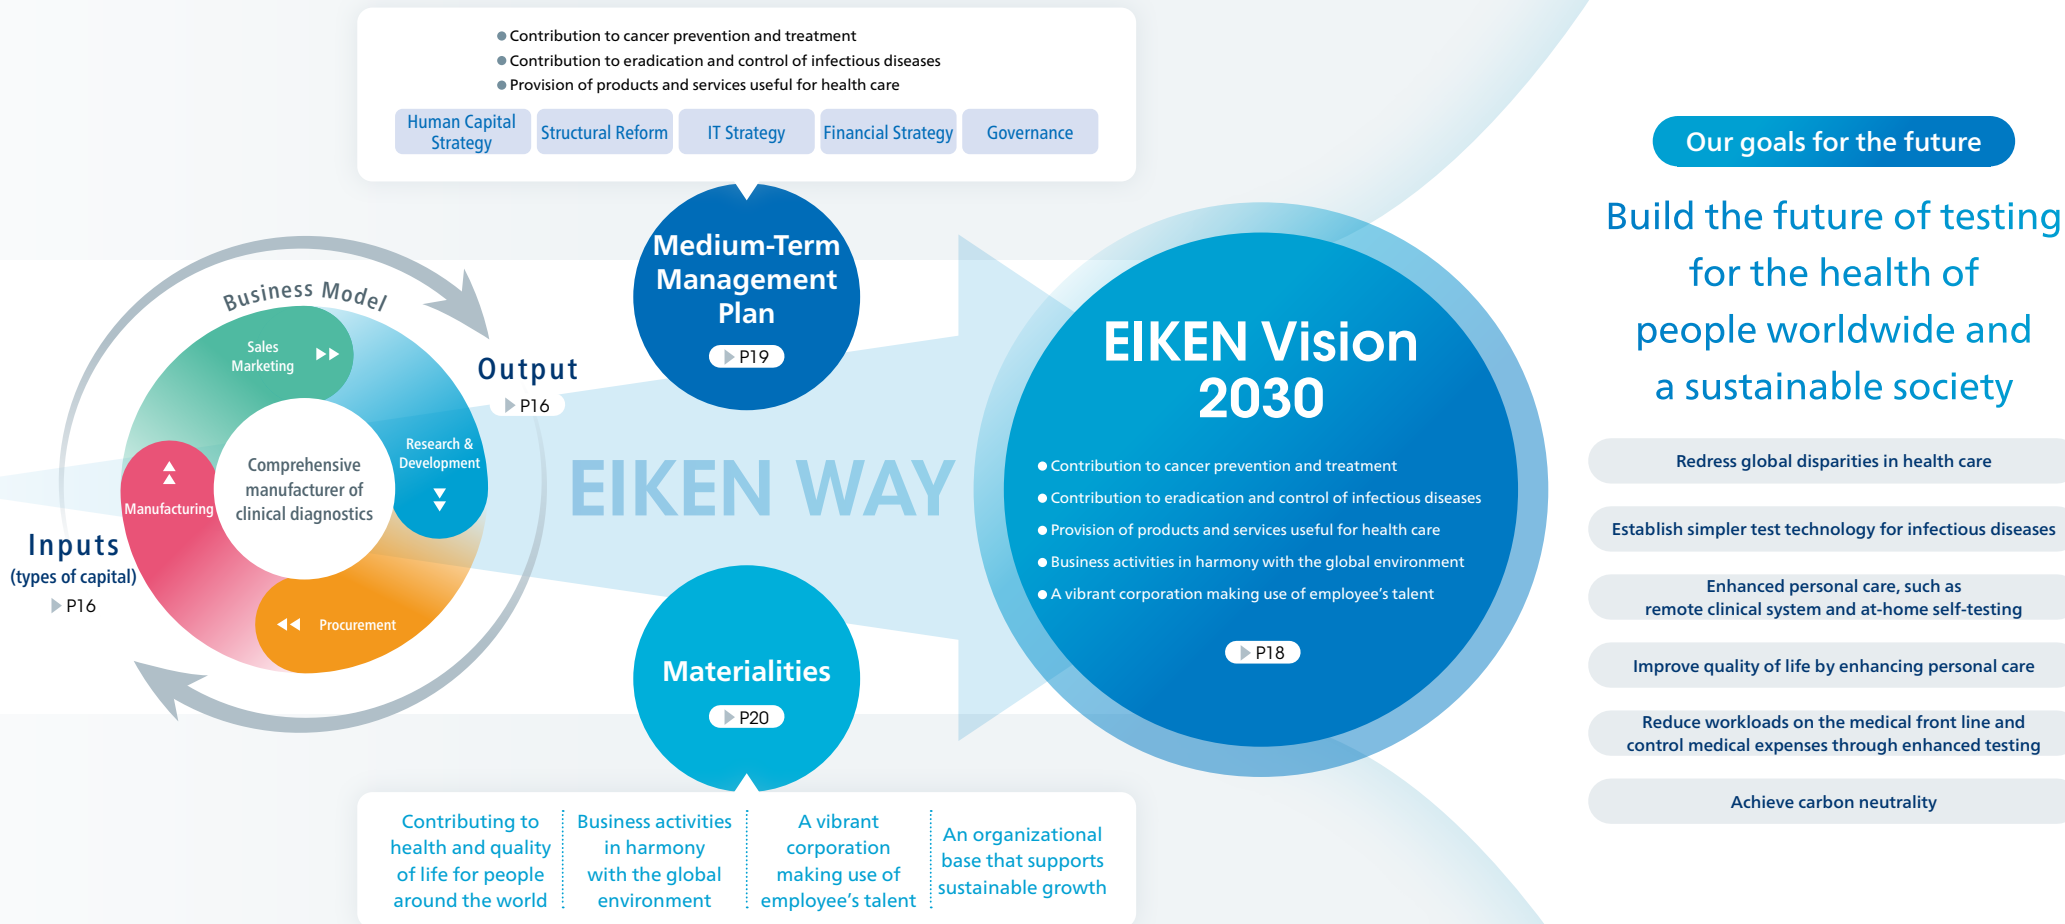 Contribution to cancer prevention and treatment
Contribution to eradication and control of infectious diseases
Provision of products and services useful for health care
Human Capital
Strategy
Structural Reform
IT Strategy
Financial Strategy
Governance
Medium-Term
Management
Plan
P19
Business Model
Sales
Marketing
Research &
Development
Procurement
Manufacturing
Comprehensive
manufacturer of
clinical diagnostics
Inputs
(types of capital)
P16
Output
P16
EIKEN WAY
Materialities
P20
Contributing to
health and quality
of life for people
around the world
Business activities
in harmony
with the global
environment
A vibrant
corporation
making use of
employee's talent
An organizational
base that supports
sustainable growth
EIKEN Vision
2030
Contribution to cancer prevention and treatment
Contribution to eradication and control of infectious diseases
Provision of products and services useful for health care
Business activities in harmony with the global environment
A vibrant corporation making use of employee's talent
P18
Our goals for the future
Build the future of testing
for the health of
people worldwide and
a sustainable society
Redress global disparities in health care
Establish simpler test technology for infectious diseases
Enhanced personal care, such as
remote clinical system and at-home self-testing
Improve quality of life by enhancing personal care
Reduce workloads on the medical front line and
control medical expenses through enhanced testing
Achieve carbon neutrality